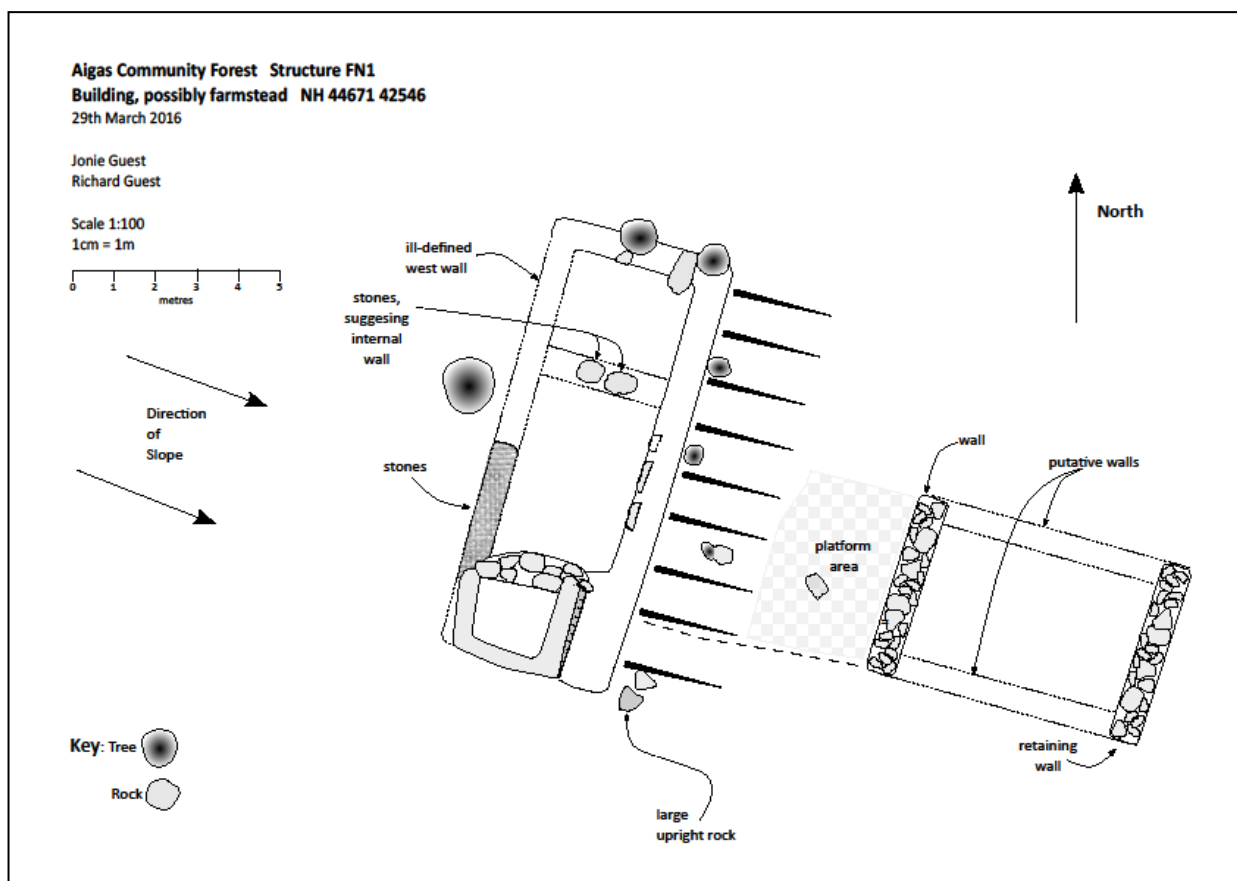 Aigas Community Forest Structure FN1
Building, possibly farmstead NH 44671 42546
29th March 2016
Jonie Guest
Richard Guest
Scale 1:100
1cm = 1m
0 1 2 3 4 5
metres
North
ill-defined
west wall
stones,
suggesing
internal
wall
Direction
of
Slope
stones
wall
putative walls
platform
area
=
retaining
wall
large
upright rock
Key: Tree
Rock